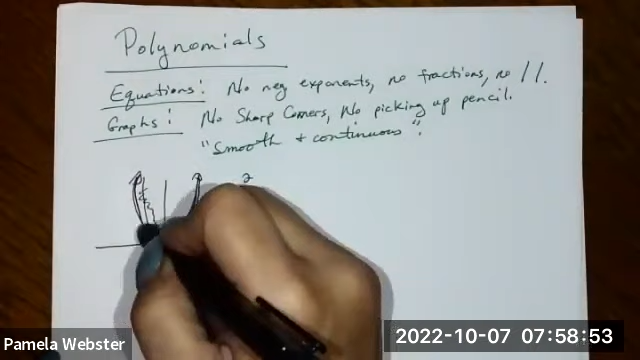 Polynomials
Equations: No neg exponents, no fractions, no | |.
Graphs: No Sharp Corners, No picking up pencil.
"Smooth + continuous".
2
Pamela Webster
2022-10-07 07:58:53